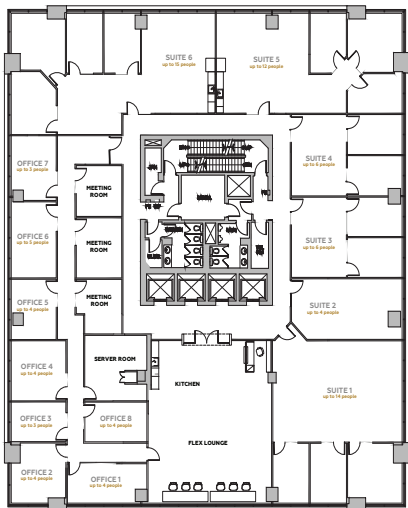 SUITE 6
up to 15 people
SUITE 5
up to 13 people
OFFICE 7
up to 5 people
MEETING
ROOM
SUITE 4
up to 5 people
OFFICE 6
up to 5 people
MEETING
ROOM
SUITE 3
up to 6 people
OFFICE 5
up to 4 people
MEETING
ROOM
SUITE 2
up to 4 people
SERVER ROOM
OFFICE 4
up to 4 people
KITCHEN
SUITE 1
up to 14 people
OFFICE 3
up to 3 people
OFFICE 8
up to 4 people
FLEX LOUNGE
OFFICE 2
up to 4 people
OFFICE 1
up to 4 people